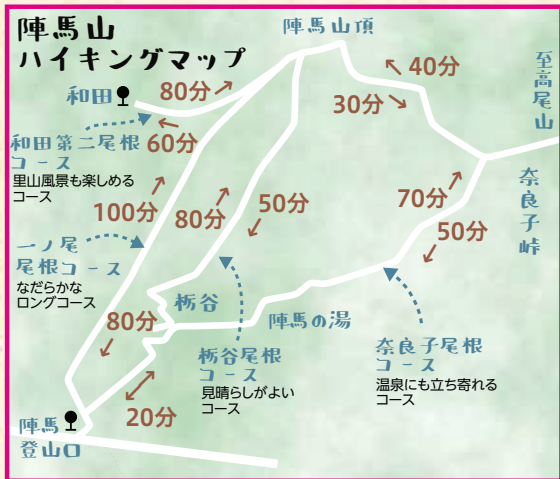 陣馬山
ハイキングマップ
陣馬山頂
40分
至高尾山
和田
80分
30分
60分
和田第二尾根
コース
里山風景も楽しめる
コース
奈良子峠
100分
80分
50分
70分
50分
一ノ尾
尾根コース
なだらかな
ロングコース
栃谷
陣馬の湯
80分
栃谷尾根
コース
見晴らしがよい
コース
奈良子尾根
コース
温泉にも立ち寄れる
コース
20分
陣馬
登山口